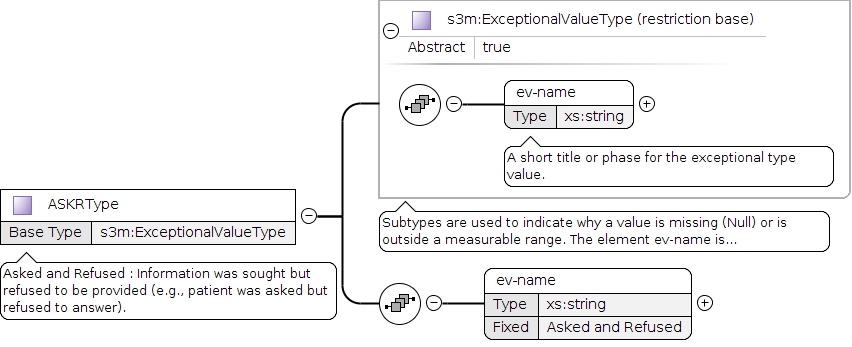 s3m:ExceptionalValueType (restriction base)
Abstract true
ev-name
Type xs:string
A short title or phase for the exceptional type
value.
ASKRType
Base Type s3m:ExceptionalValueType
Subtypes are used to indicate why a value is missing (Null) or is
outside a measurable range. The element ev-name is...
Asked and Refused : Information was sought but
refused to be provided (e.g., patient was asked but
refused to answer).
ev-name
Type xs:string
Fixed Asked and Refused